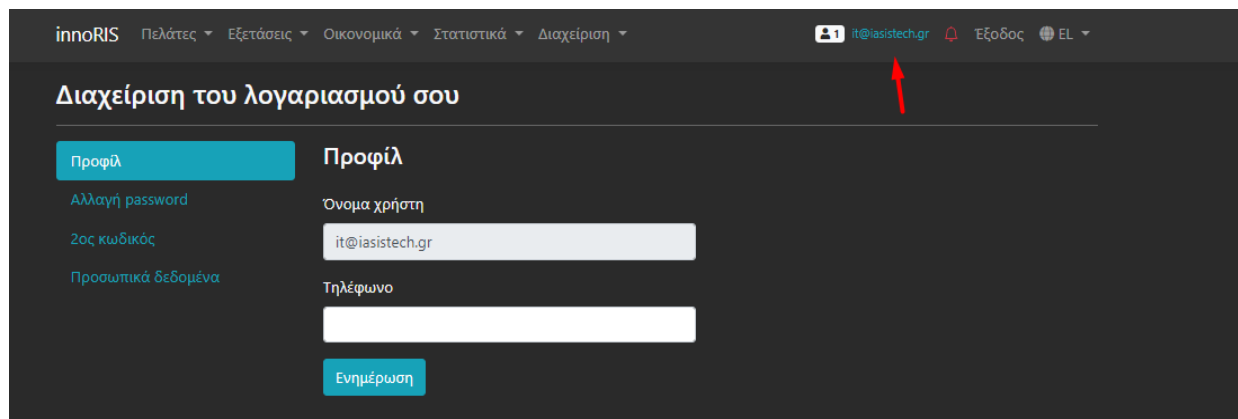 innoRIS Πελάτες Εξετάσεις Οικονομικά Στατιστικά Διαχείριση 1 it@iasistech.gr Έξοδος EL
Διαχείριση του λογαριασμού σου
Προφίλ
Αλλαγή password
2ος κωδικός
Προσωπικά δεδομένα
Προφίλ
Όνομα χρήστη
it@iasistech.gr
Τηλέφωνο
Ενημέρωση